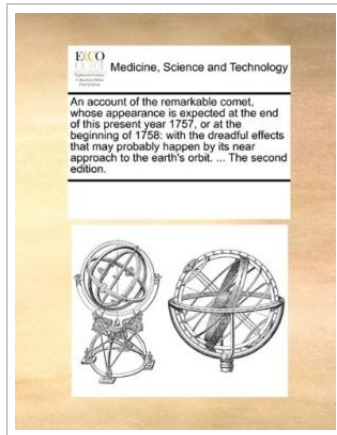 ECCO
Medicine, Science and Technology
An account of the remarkable comet,
whose appearance is expected at the end
of this present year 1757, or at the
beginning of 1758: with the dreadful effects
that may probably happen by its near
approach to the earth's orbit. ... The second
edition.